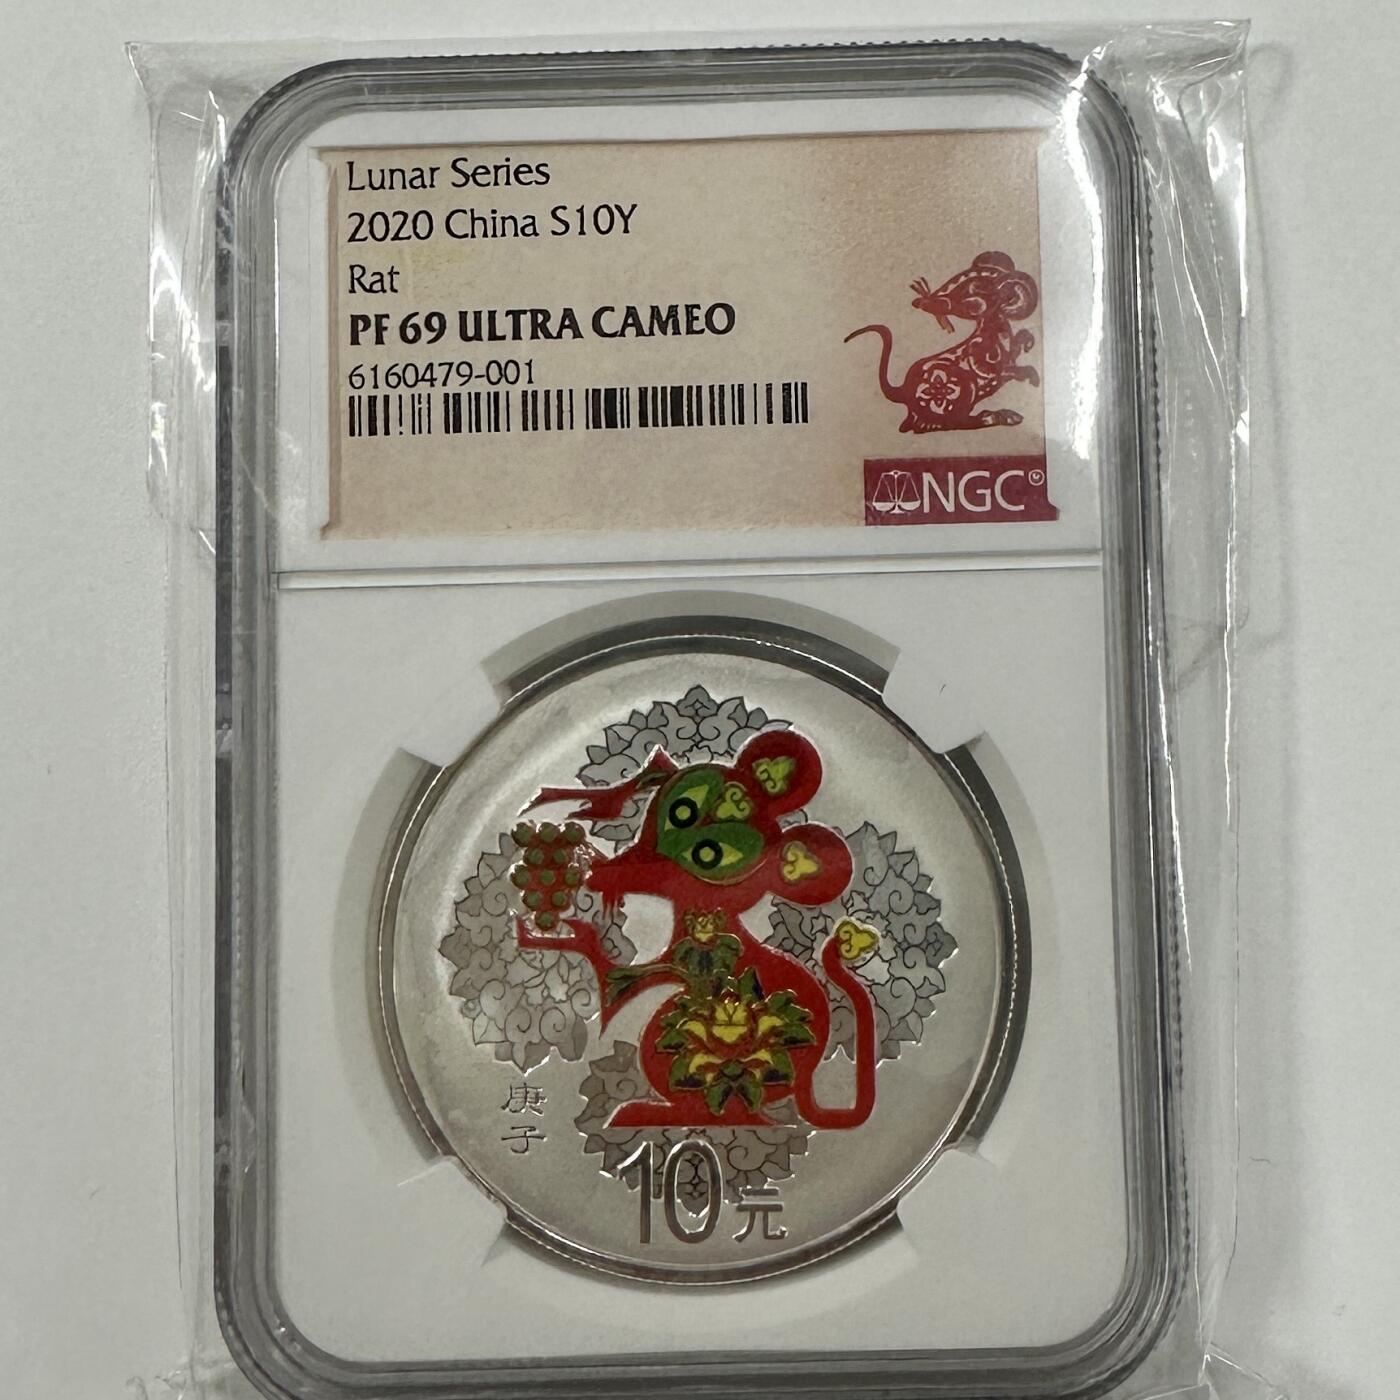 Lunar Series
2020 China S10Y
Rat
PF 69 ULTRA CAMEO
6160479-001
NGC
庚
子
10元